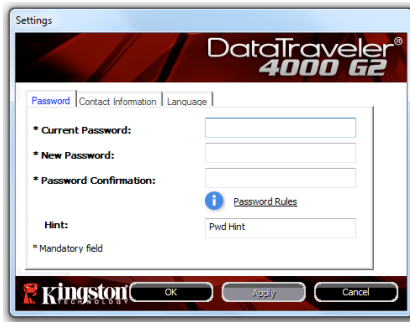 Settings
DataTraveler®
4000 G2
Password Contact Information Language
* Current Password:
* New Password:
* Password Confirmation:
i Password Rules
Hint: Pwd Hint
* Mandatory field
Kingston OK Apply Cancel
TECHNOLOGY